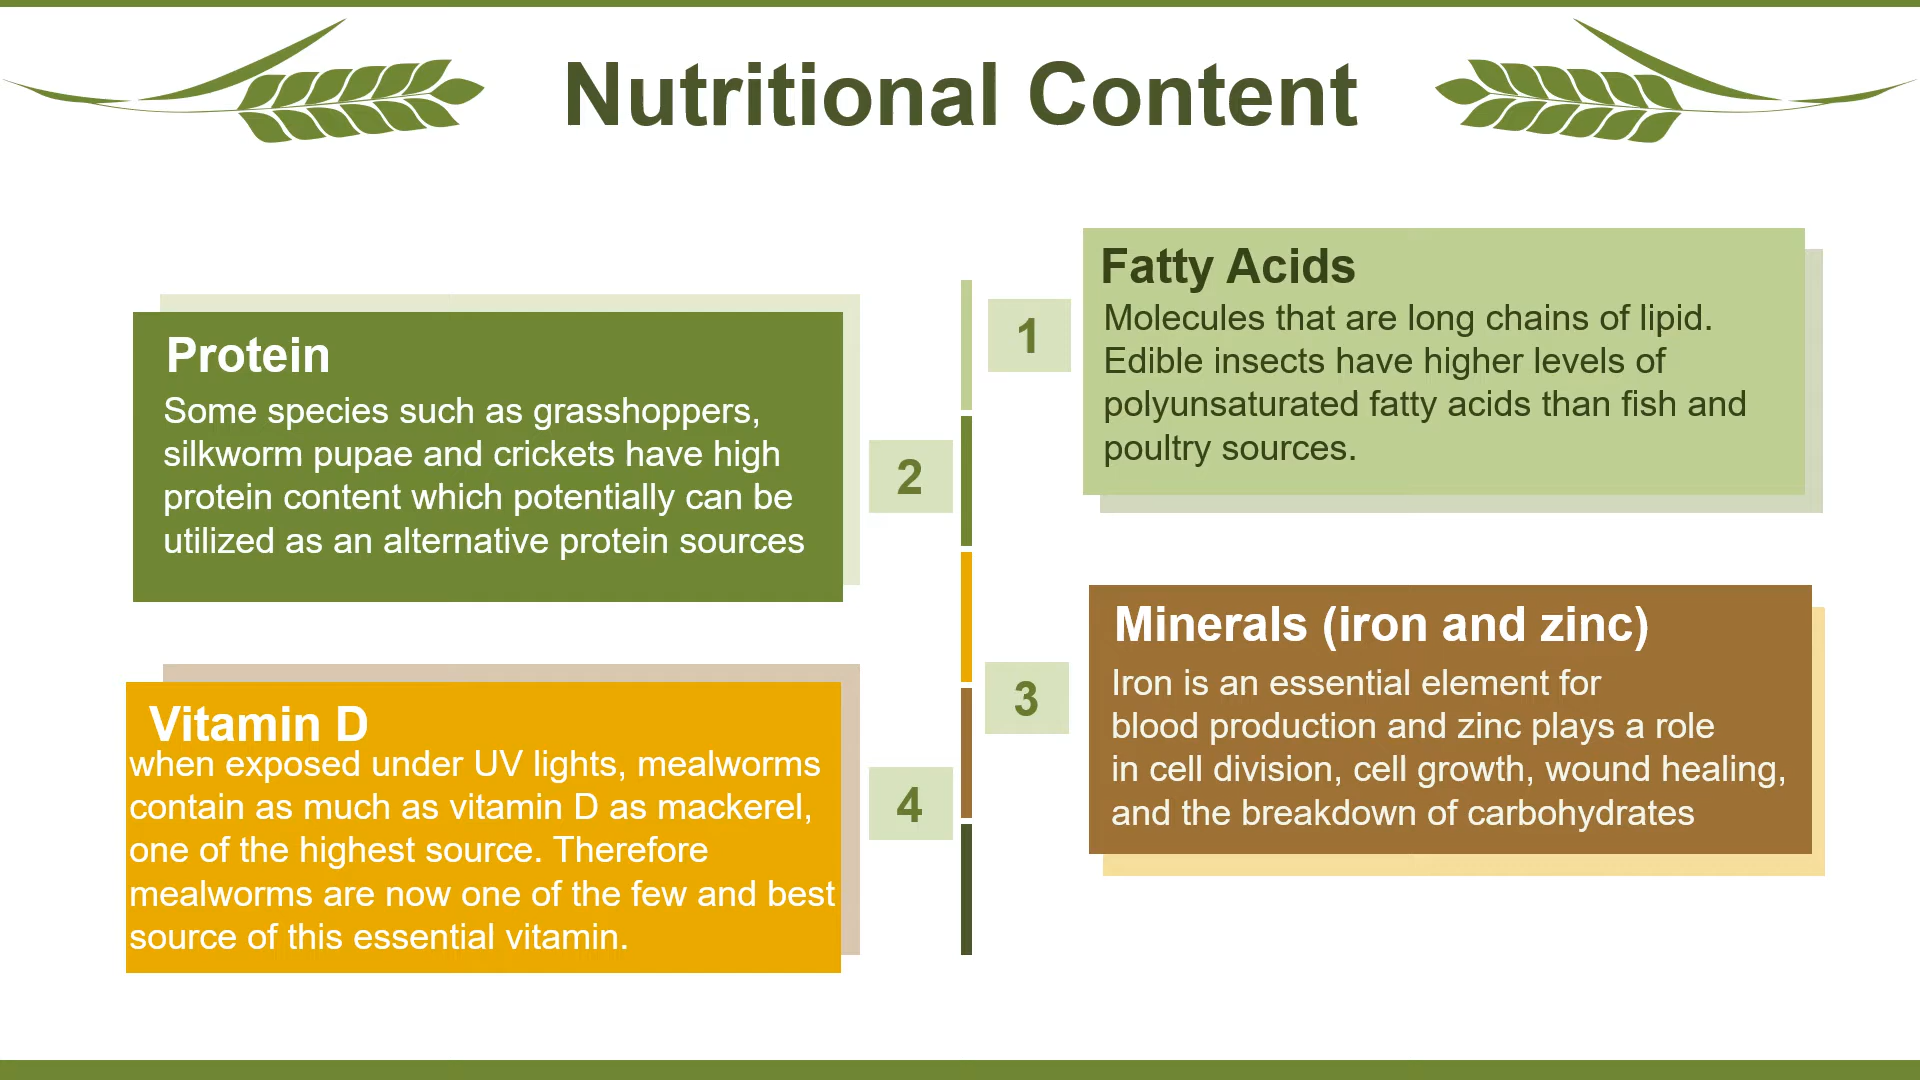 Nutritional Content
1
Fatty Acids
Molecules that are long chains of lipid.
Edible insects have higher levels of
polyunsaturated fatty acids than fish and
poultry sources.
2
Protein
Some species such as grasshoppers,
silkworm pupae and crickets have high
protein content which potentially can be
utilized as an alternative protein sources
3
Minerals (iron and zinc)
Iron is an essential element for
blood production and zinc plays a role
in cell division, cell growth, wound healing,
and the breakdown of carbohydrates
4
Vitamin D
when exposed under UV lights, mealworms
contain as much as vitamin D as mackerel,
one of the highest source. Therefore
mealworms are now one of the few and best
source of this essential vitamin.